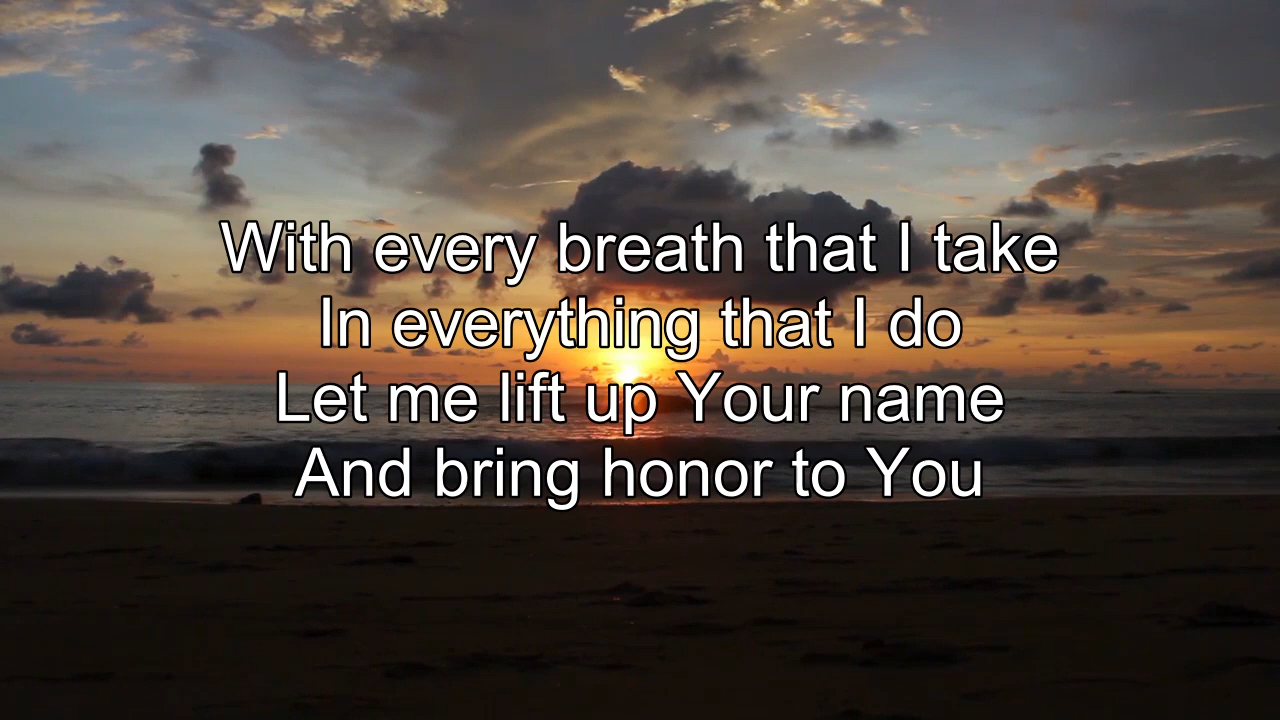 With every breath that I take
In everything that I do
Let me lift up Your name
And bring honor to You